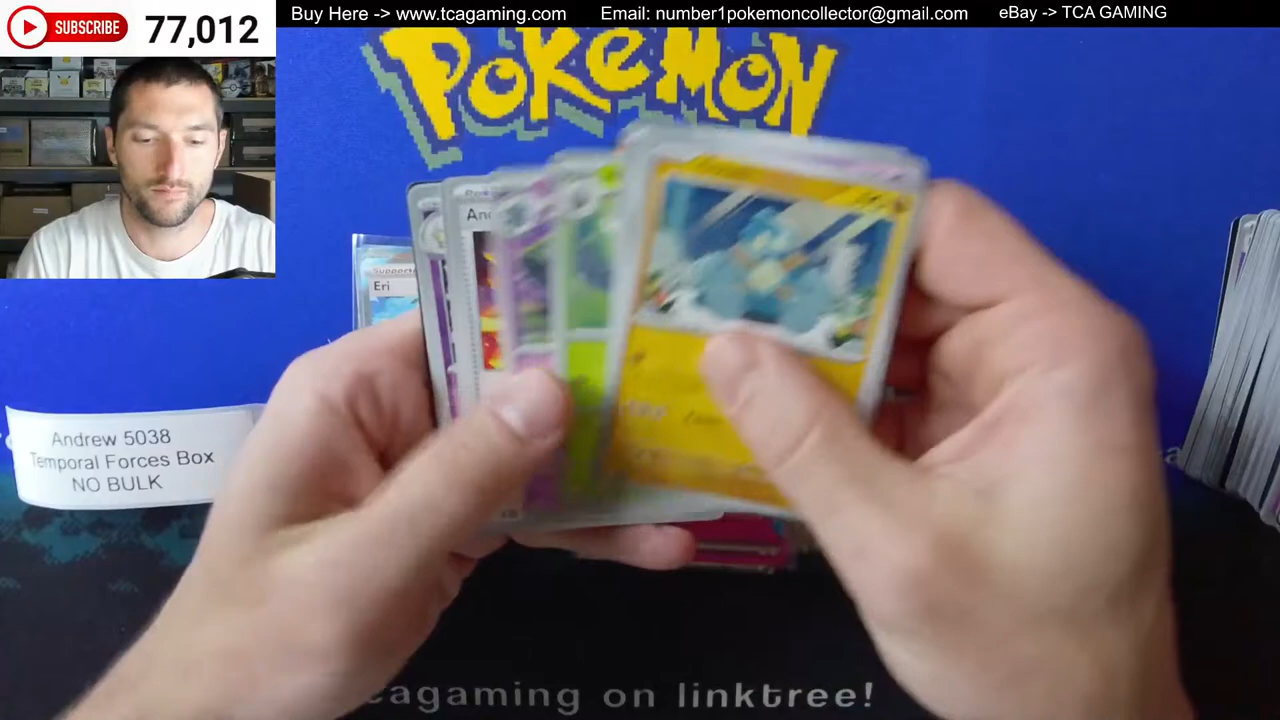 SUBSCRIBE 77,012
Buy Here -> www.tcagaming.com Email: number1pokemoncollector@gmail.com eBay -> TCA GAMING
POKéMON
Eri
Andrew 5038
Temporal Forces Box
NO BULK
cagaming on linktree!